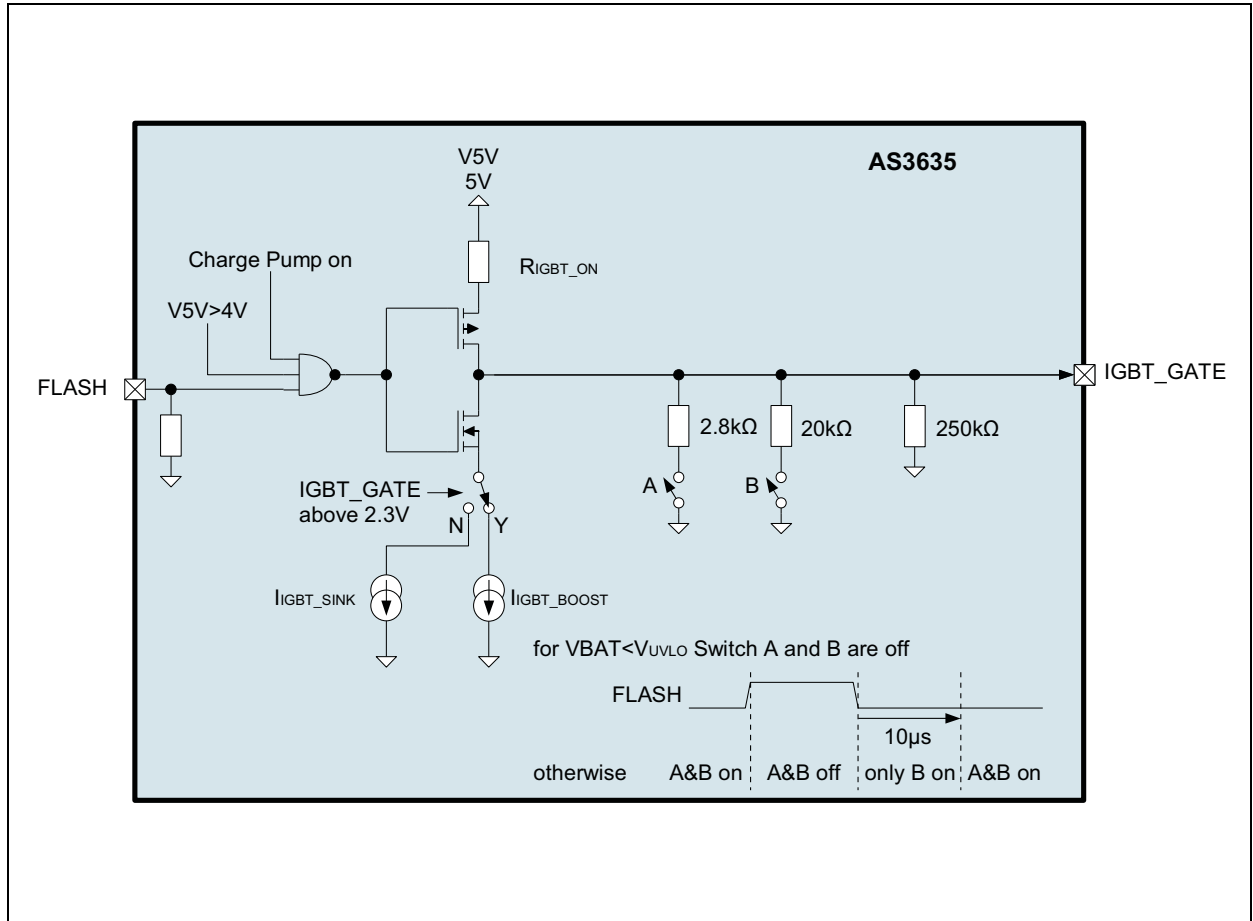 AS3635
V5V
5V
RIGBT_ON
Charge Pump on
V5V>4V
FLASH
IGBT_GATE
2.8kΩ
20kΩ
250kΩ
A
B
IGBT_GATE
above 2.3V
N
Y
IIGBT_SINK
IIGBT_BOOST
for VBAT<VUVLO Switch A and B are off
FLASH
10µs
otherwise A&B on A&B off only B on A&B on